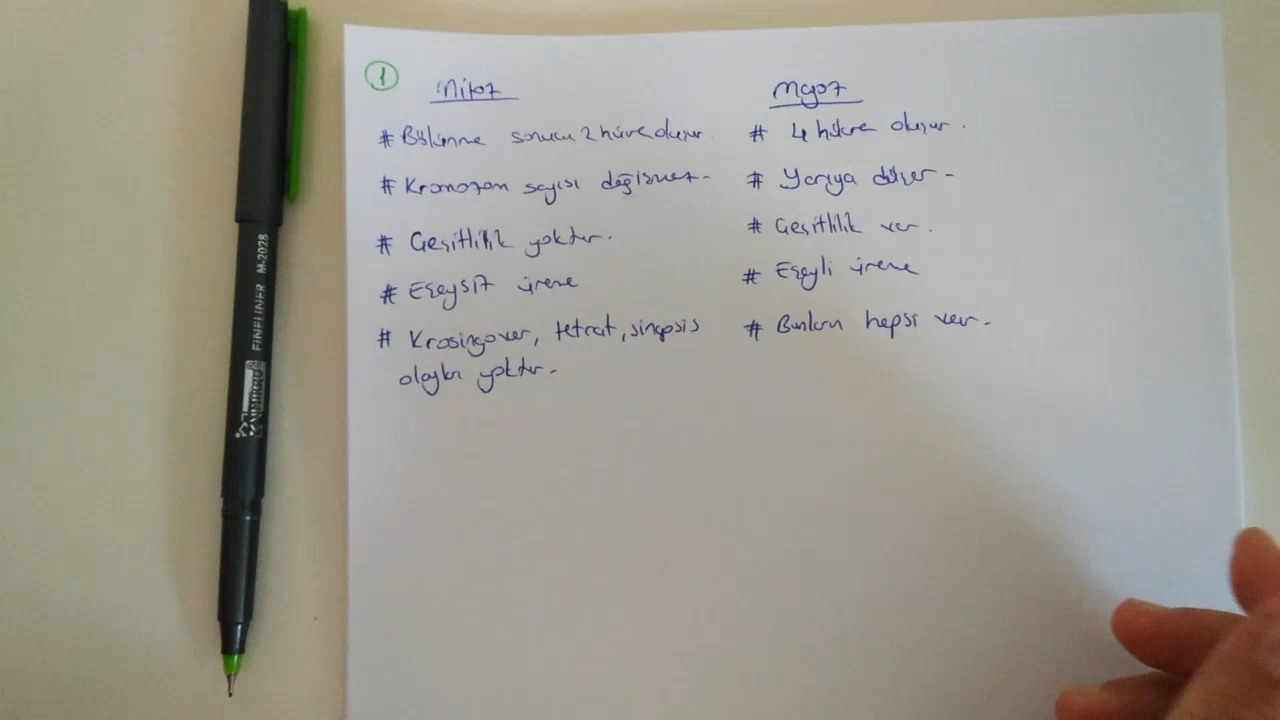 1
Mitoz
Mayoz
# Bölünme sonucu 2 hücre oluşur.
# 4 hücre oluşur.
# Kromozom sayısı değişmez.
# Yarıya düşer.
# Çeşitlilik yoktur.
# Çeşitlilik var.
# Eşeysiz üreme
# Eşeyli üreme
# Krosingover, tetrat, sinapsis
olayları yoktur.
# Bunların hepsi var.
FINELINER M-2028